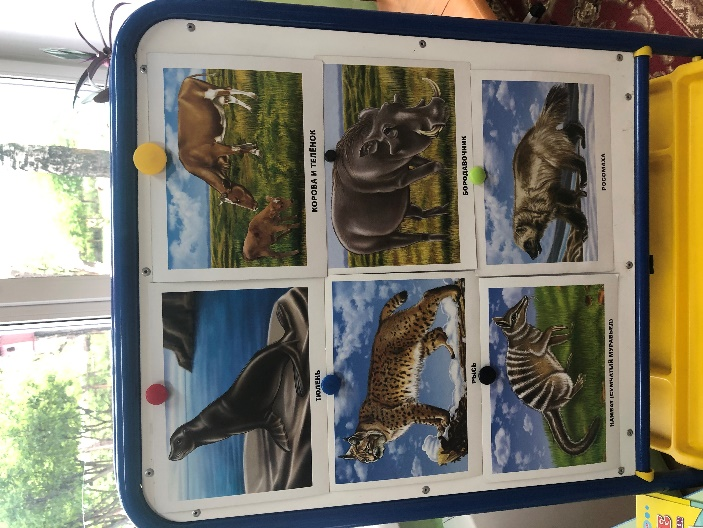 ТЮЛЕНЬ
КОРОВА И ТЕЛЁНОК
РЫСЬ
БОРОДАВОЧНИК
НАМБАТ (СУМЧАТЫЙ МУРАВЬЕД)
РОСОМАХА